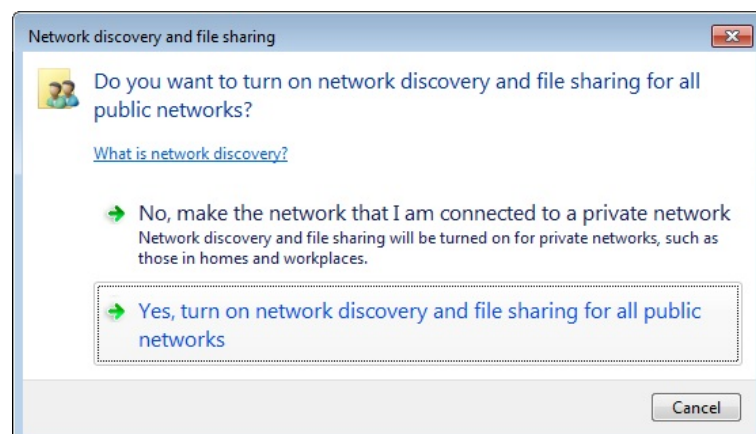 Network discovery and file sharing
Do you want to turn on network discovery and file sharing for all
public networks?
What is network discovery?
No, make the network that I am connected to a private network
Network discovery and file sharing will be turned on for private networks, such as
those in homes and workplaces.
Yes, turn on network discovery and file sharing for all public
networks
Cancel